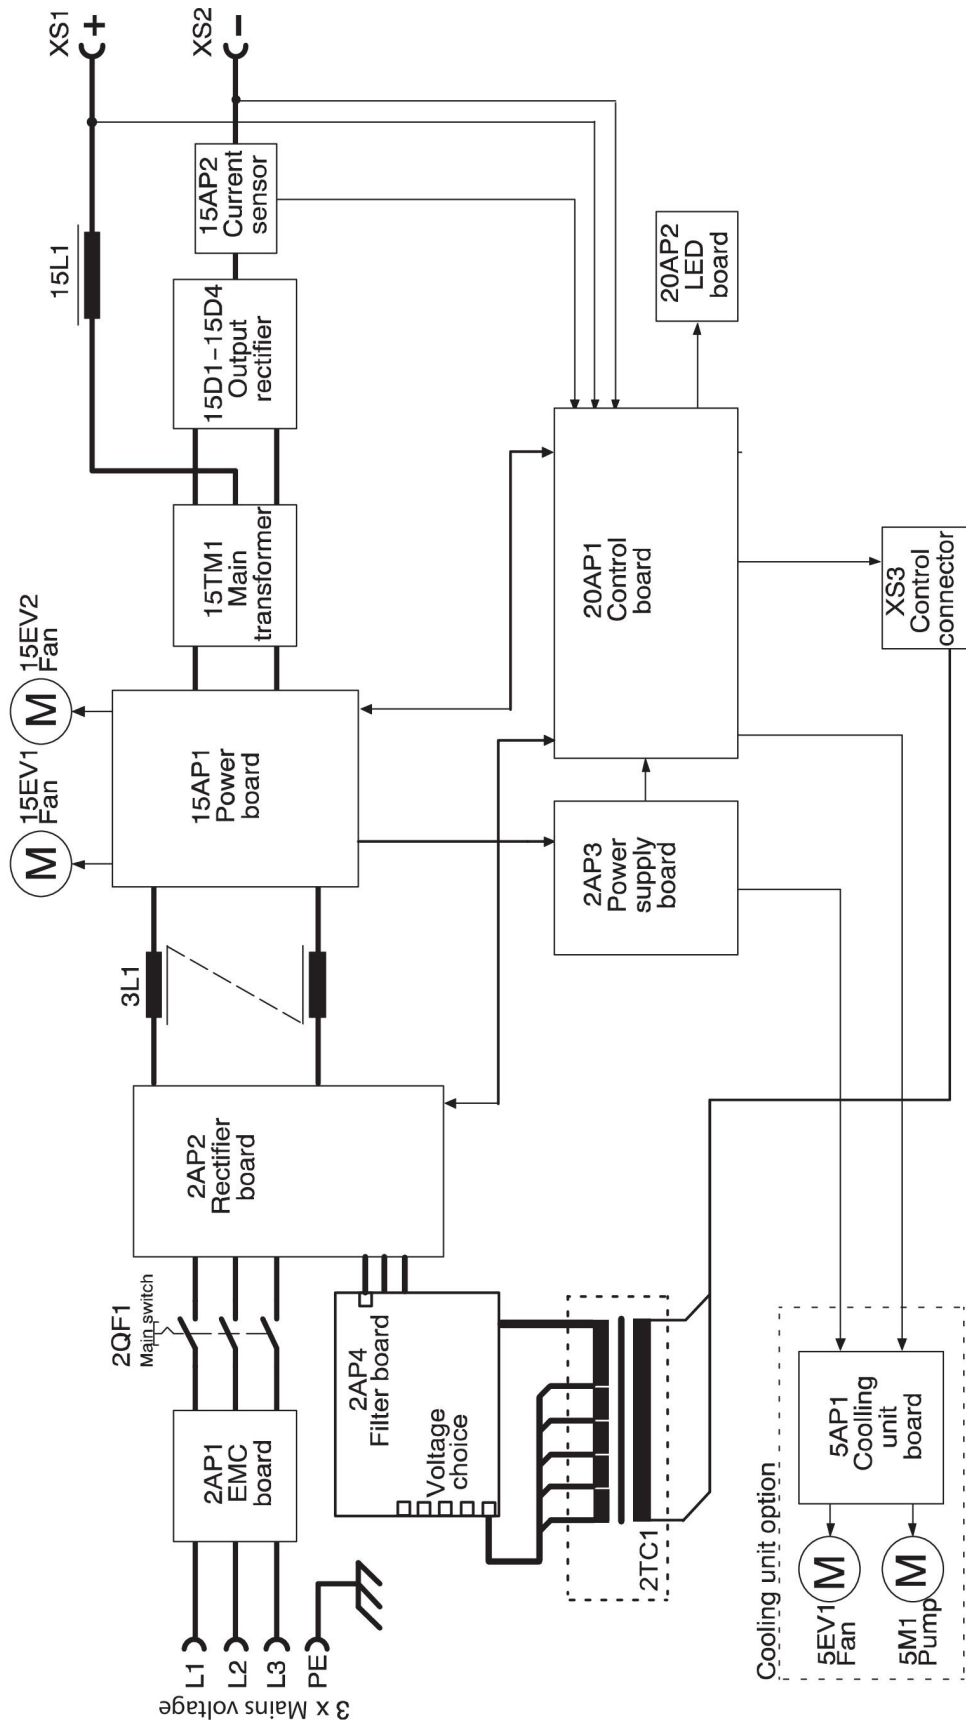 XS1
+
XS2
−
15L1
15AP2
Current
sensor
15D1−15D4
Output
rectifier
20AP2
LED
board
15TM1
Main
transformer
20AP1
Control
board
XS3
Control
connector
M
15EV2
Fan
M
15EV1
Fan
15AP1
Power
board
2AP3
Power
supply
board
3L1
2AP2
Rectifier
board
2QF1
Main switch
2AP4
Filter board
Voltage
choice
2AP1
EMC
board
2TC1
Cooling unit option
5AP1
Coolling
unit
board
M
5EV1
Fan
M
5M1
Pump
L1
L2
L3
PE
3 x Mains voltage